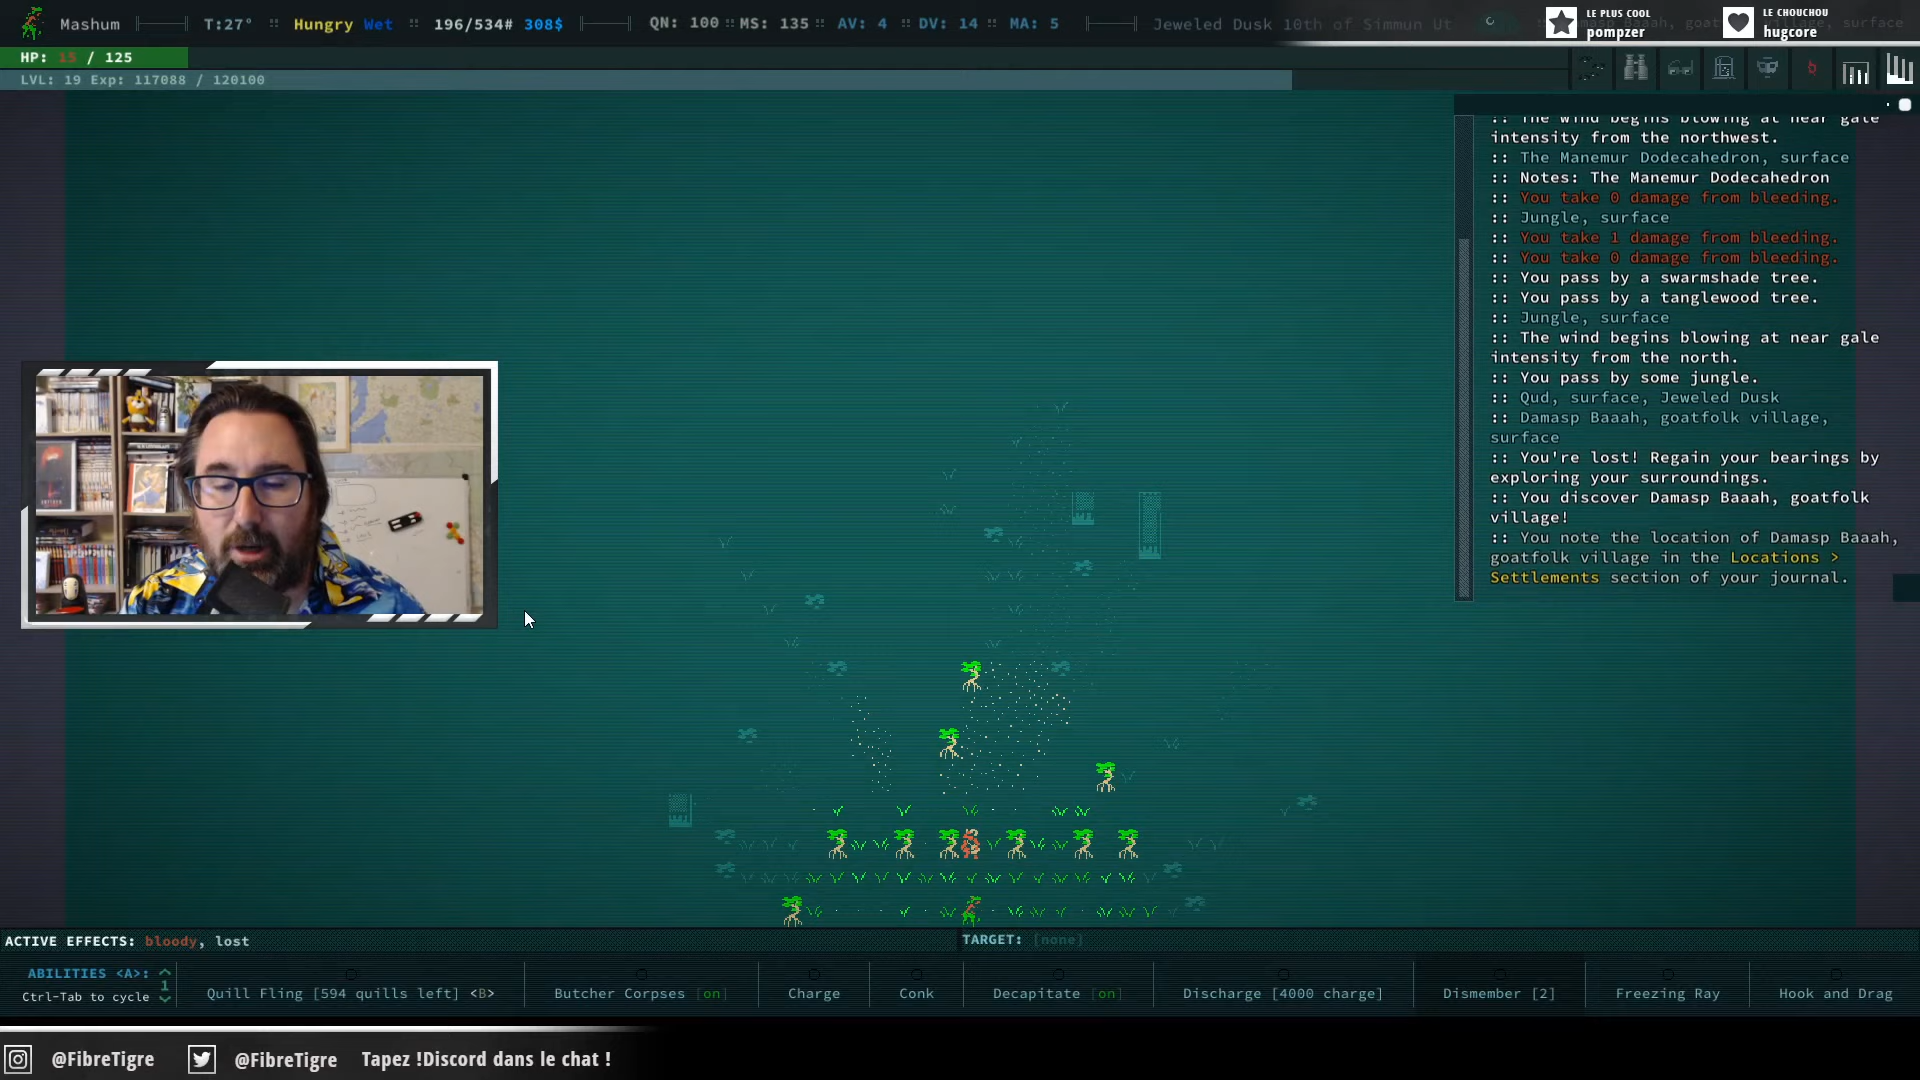 Mashum T:27° :: Hungry Wet :: 196/534# 308$ QN: 100 :: MS: 135 :: AV: 4 :: DV: 14 :: MA: 5 Jeweled Dusk 10th of Simmun Ut
LE PLUS COOL
pompzer
LE CHOUCHOU
hugcore
HP: 15 / 125
LVL: 19 Exp: 117088 / 120100
:: The wind begins blowing at near gale
intensity from the northwest.
:: The Manemur Dodecahedron, surface
:: Notes: The Manemur Dodecahedron
:: You take 0 damage from bleeding.
:: Jungle, surface
:: You take 1 damage from bleeding.
:: You take 0 damage from bleeding.
:: You pass by a swarmshade tree.
:: You pass by a tanglewood tree.
:: Jungle, surface
:: The wind begins blowing at near gale
intensity from the north.
:: You pass by some jungle.
:: Qud, surface, Jeweled Dusk
:: Damasp Baaah, goatfolk village,
surface
:: You're lost! Regain your bearings by
exploring your surroundings.
:: You discover Damasp Baaah, goatfolk
village!
:: You note the location of Damasp Baaah,
goatfolk village in the Locations >
Settlements section of your journal.
ACTIVE EFFECTS: bloody, lost
TARGET: [none]
ABILITIES <A>:
1
Ctrl-Tab to cycle
Quill Fling [594 quills left] <B>
Butcher Corpses [on]
Charge
Conk
Decapitate [on]
Discharge [4000 charge]
Dismember [2]
Freezing Ray
Hook and Drag
@FibreTigre @FibreTigre Tapez !Discord dans le chat !